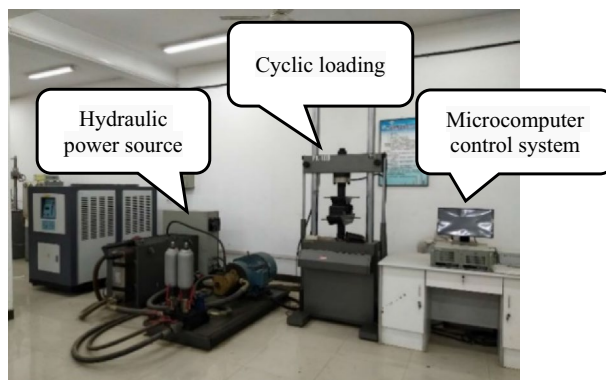 Cyclic loading
Hydraulic
power source
Microcomputer
control system